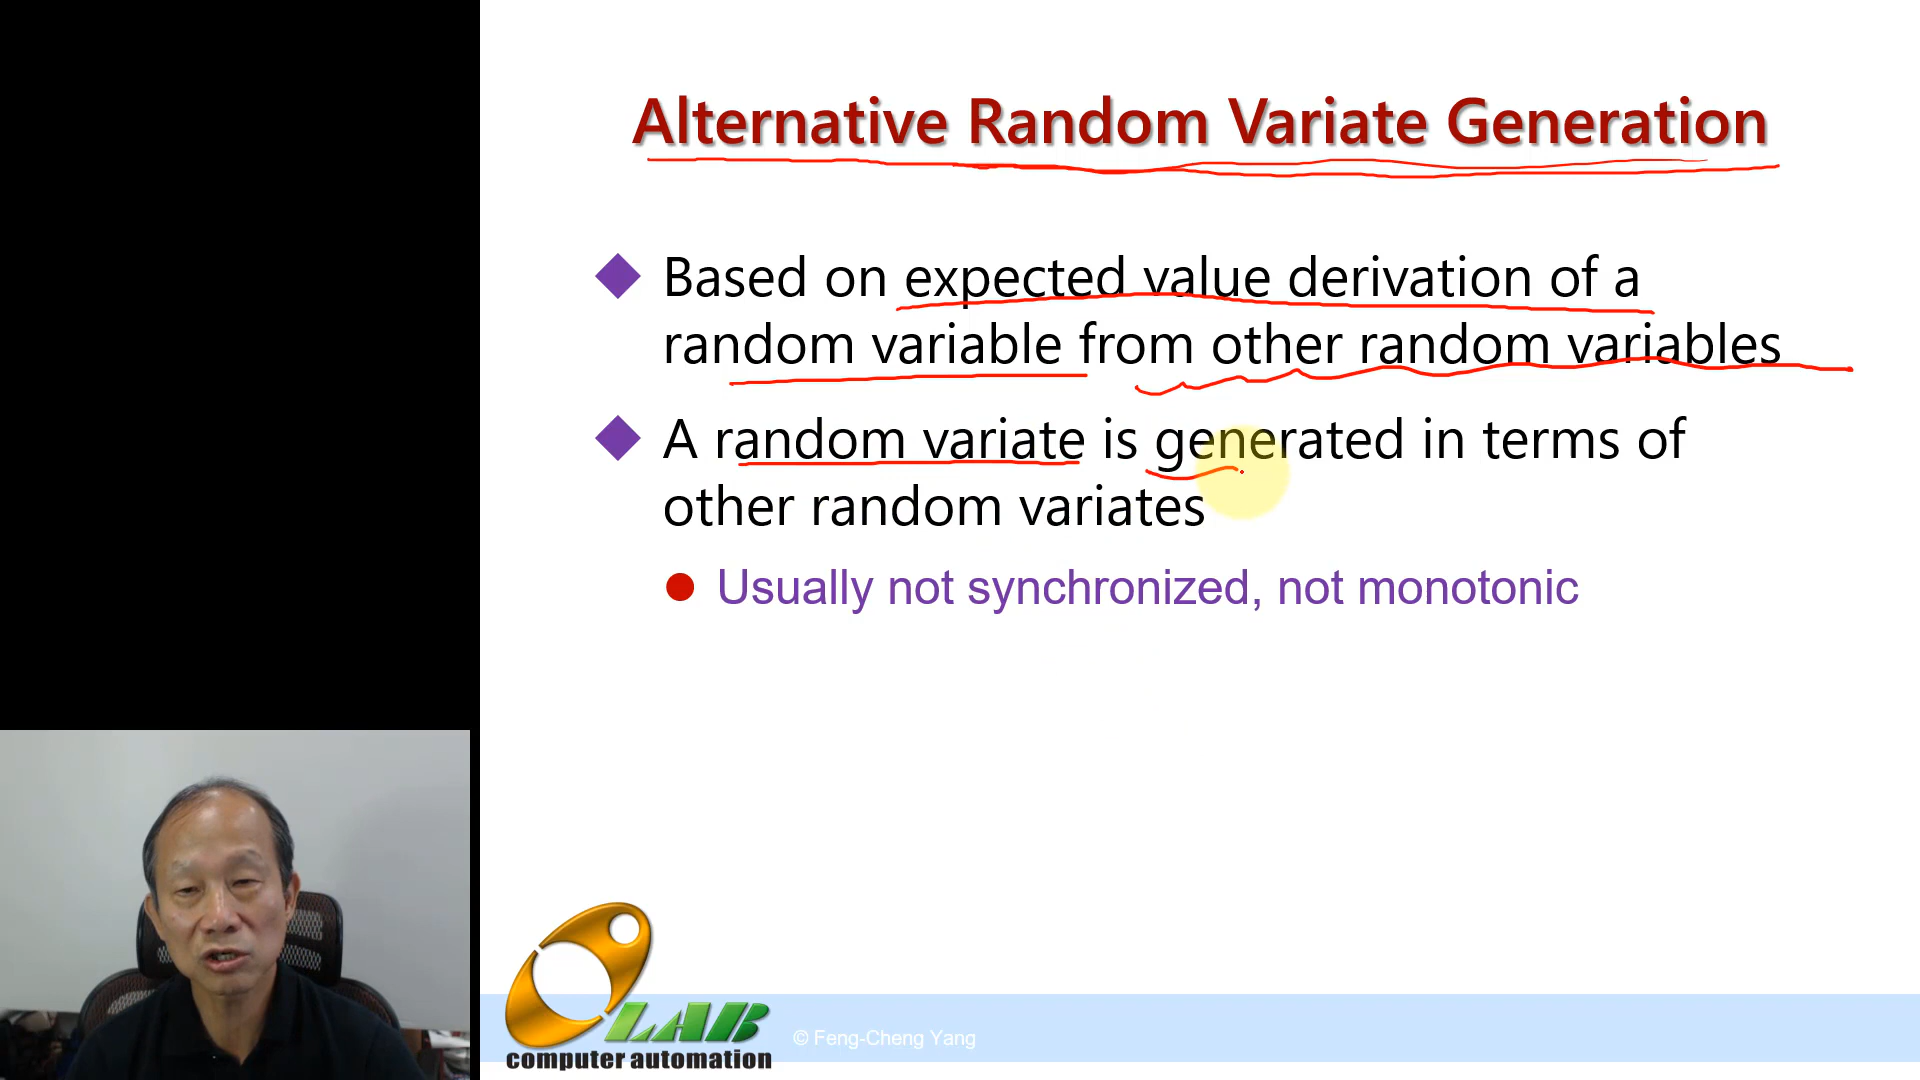 Alternative Random Variate Generation
Based on expected value derivation of a
random variable from other random variables
A random variate is generated in terms of
other random variates
Usually not synchronized, not monotonic
LAB
computer automation
© Feng-Cheng Yang